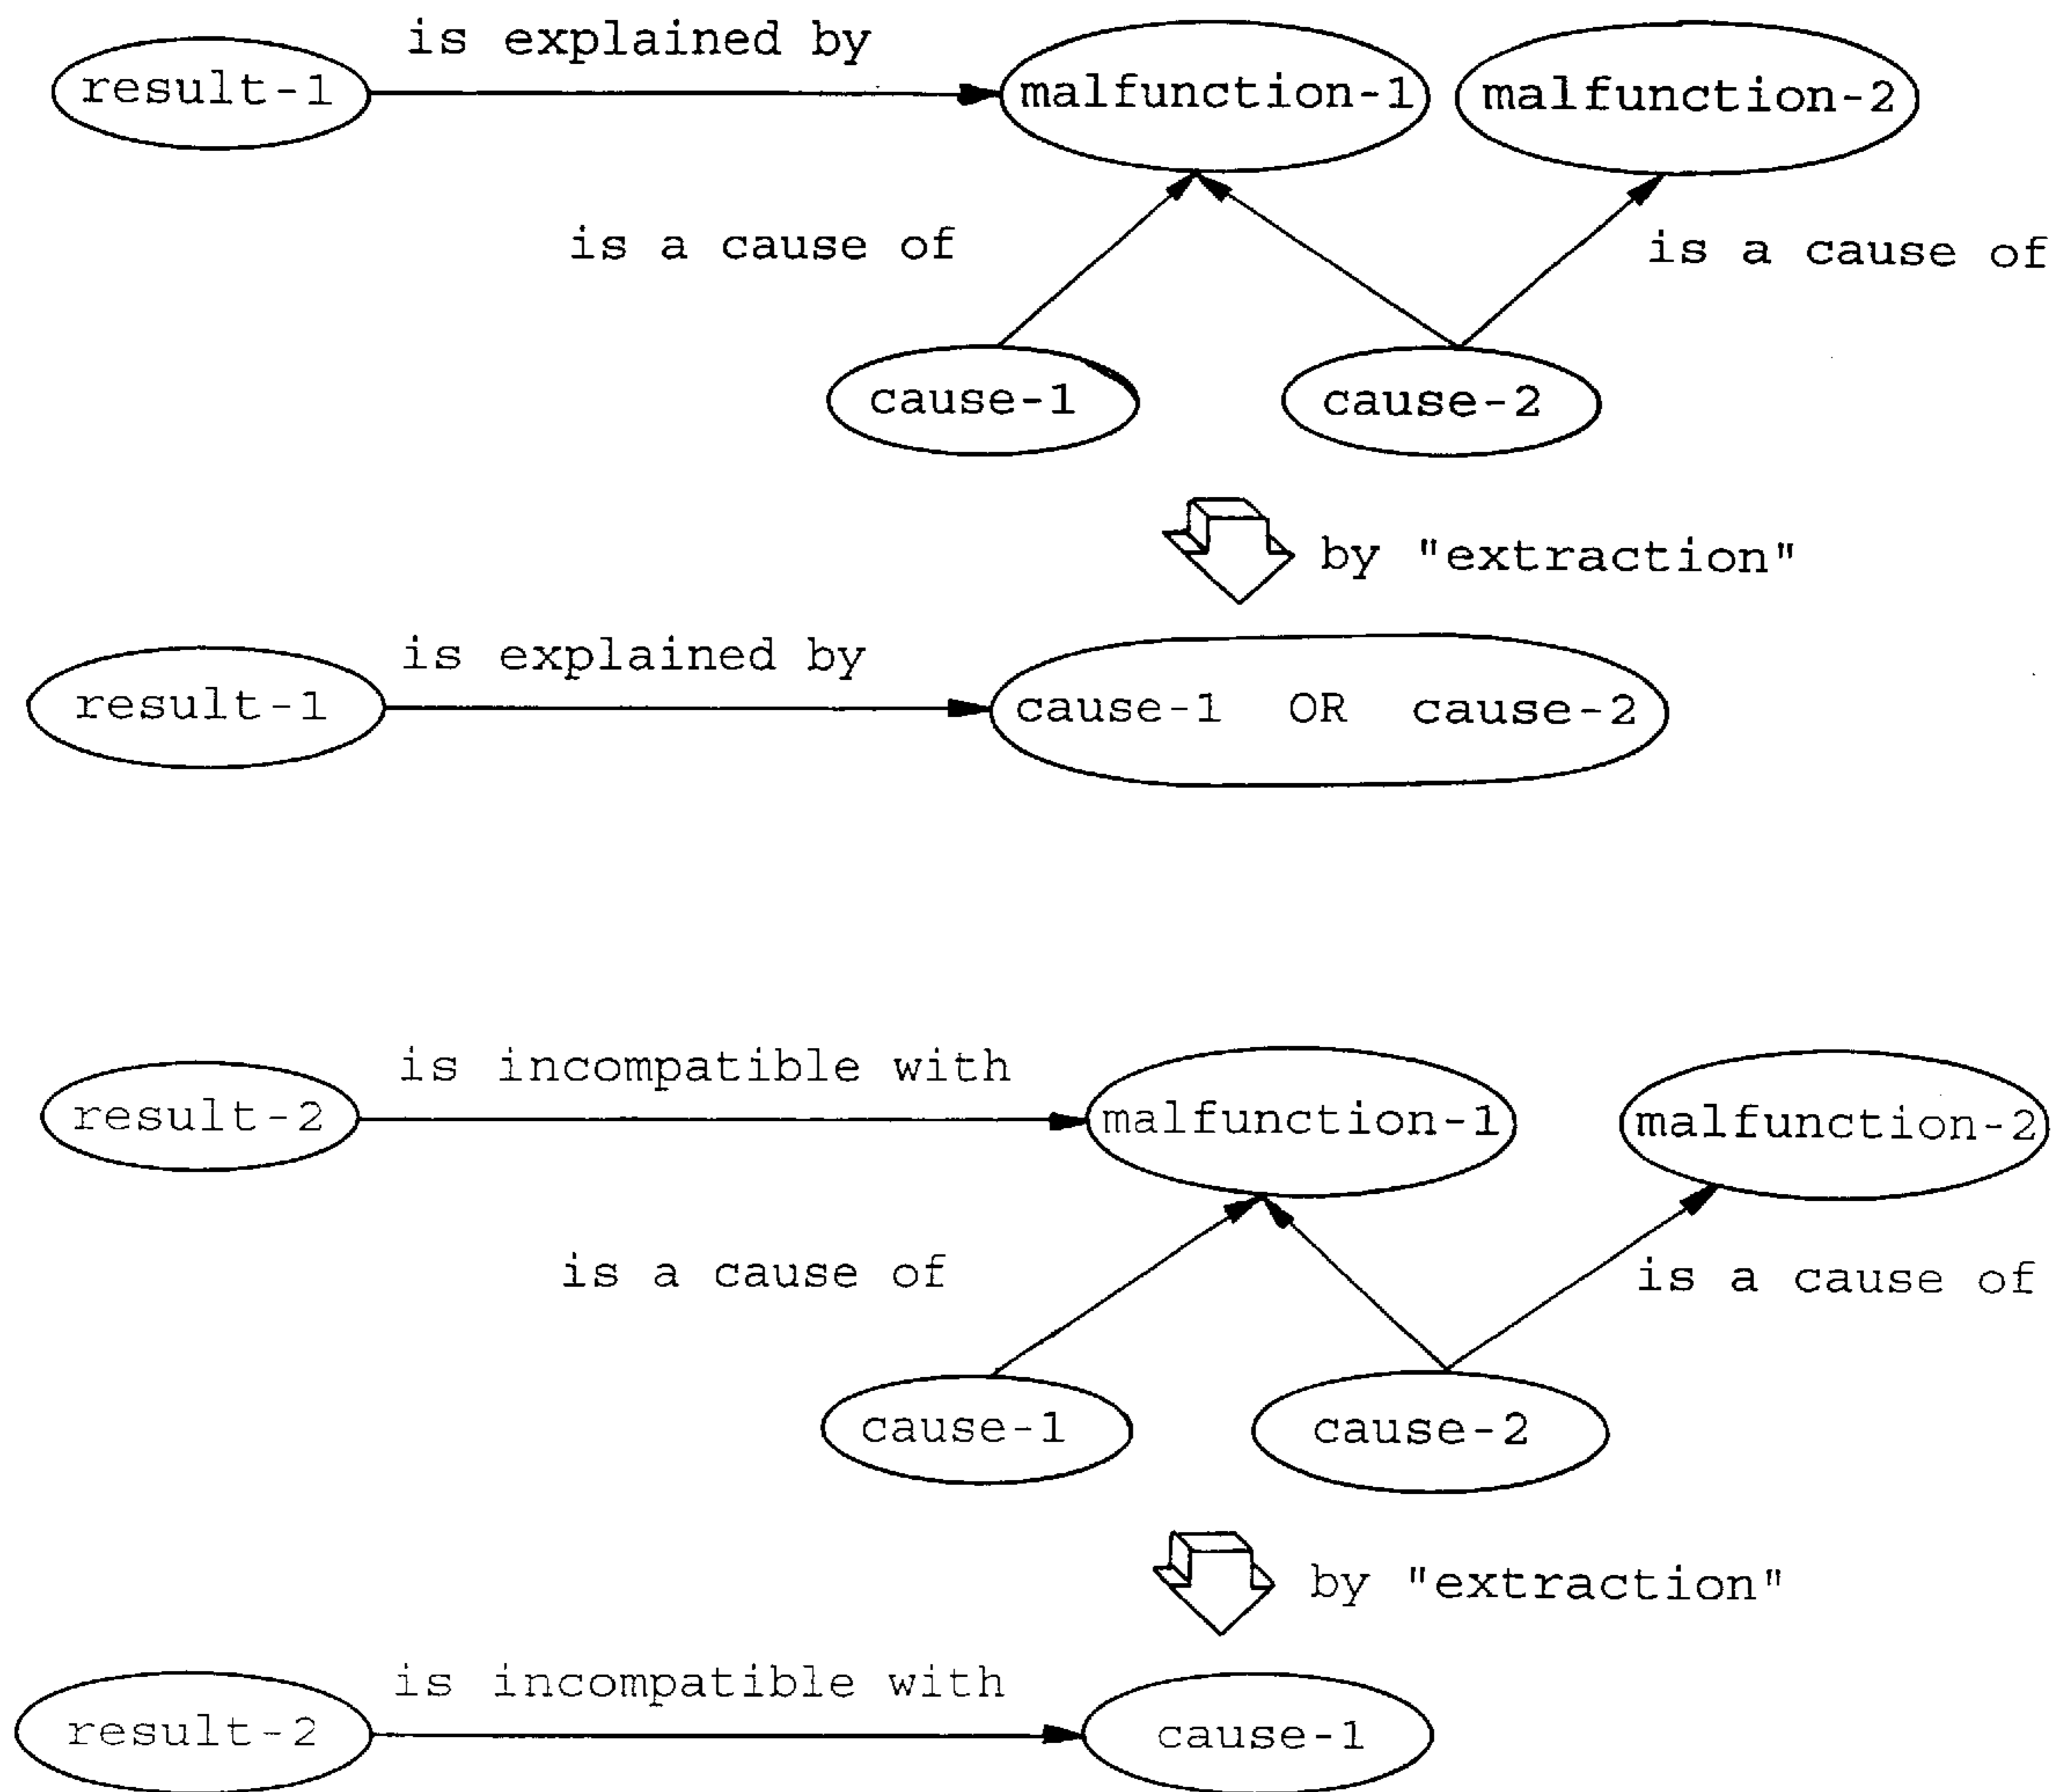 is explained by
result-1 malfunction-1 malfunction-2
is a cause of is a cause of
cause-1 cause-2
by "extraction"
is explained by
result-1 cause-1 OR cause-2
is incompatible with
result-2 malfunction-1 malfunction-2
is a cause of is a cause of
cause-1 cause-2
by "extraction"
is incompatible with
result-2 cause-1